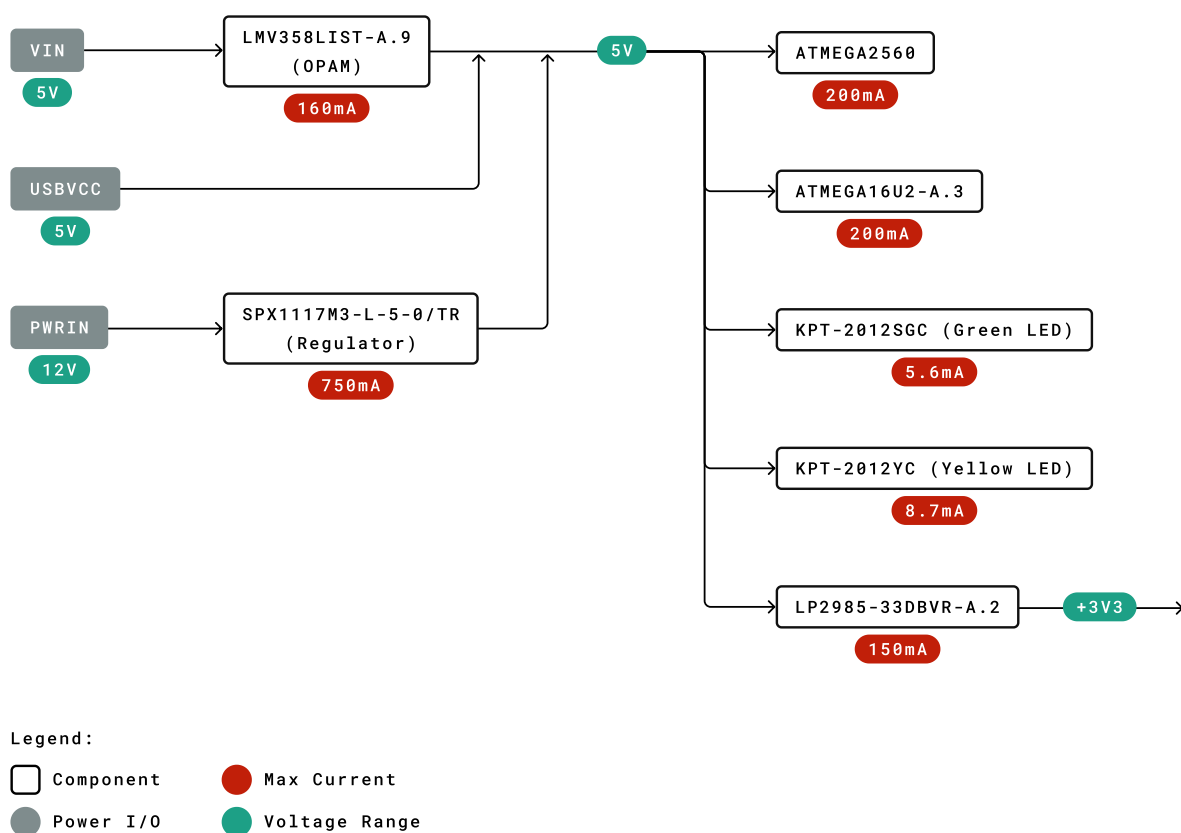 VIN
5V
LMV358LIST-A.9
(OPAM)
160mA
5V
ATMEGA2560
200mA
USBVCC
5V
ATMEGA16U2-A.3
200mA
PWRIN
12V
SPX1117M3-L-5-0/TR
(Regulator)
750mA
KPT-2012SGC (Green LED)
5.6mA
KPT-2012YC (Yellow LED)
8.7mA
LP2985-33DBVR-A.2
150mA
+3V3
Legend:
Component
Max Current
Power I/O
Voltage Range